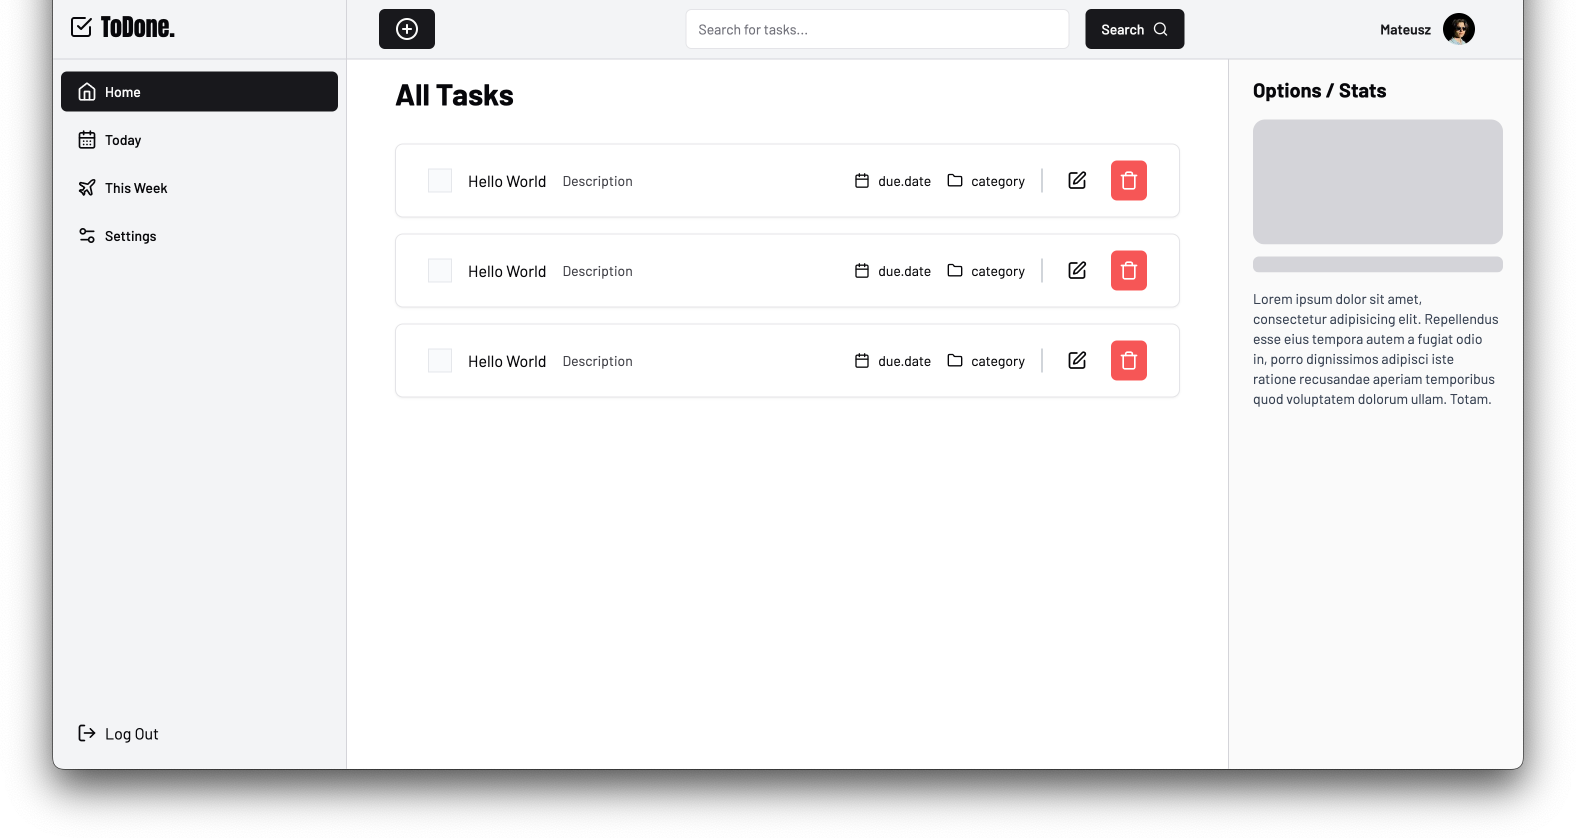 ToDone.
Search for tasks...
Search
Mateusz
Home
Today
This Week
Settings
Log Out
All Tasks
Hello World Description due.date category
Hello World Description due.date category
Hello World Description due.date category
Options / Stats
Lorem ipsum dolor sit amet,
consectetur adipisicing elit. Repellendus
esse eius tempora autem a fugiat odio
in, porro dignissimos adipisci iste
ratione recusandae aperiam temporibus
quod voluptatem dolorum ullam. Totam.